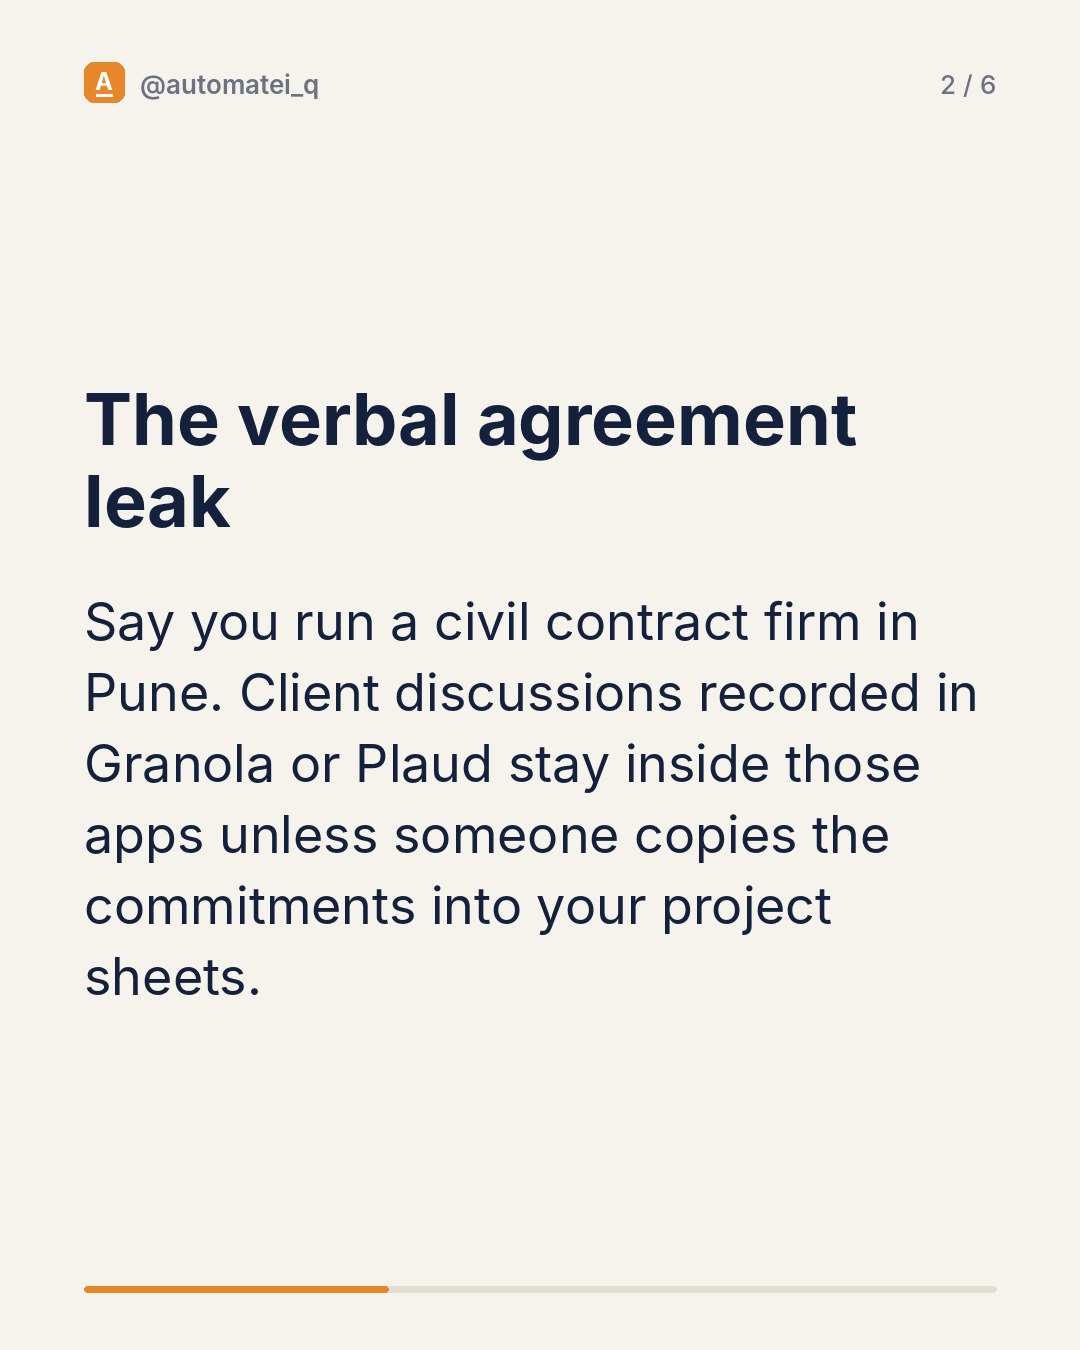 A @automatei_q 2 / 6
The verbal agreement
leak
Say you run a civil contract firm in
Pune. Client discussions recorded in
Granola or Plaud stay inside those
apps unless someone copies the
commitments into your project
sheets.